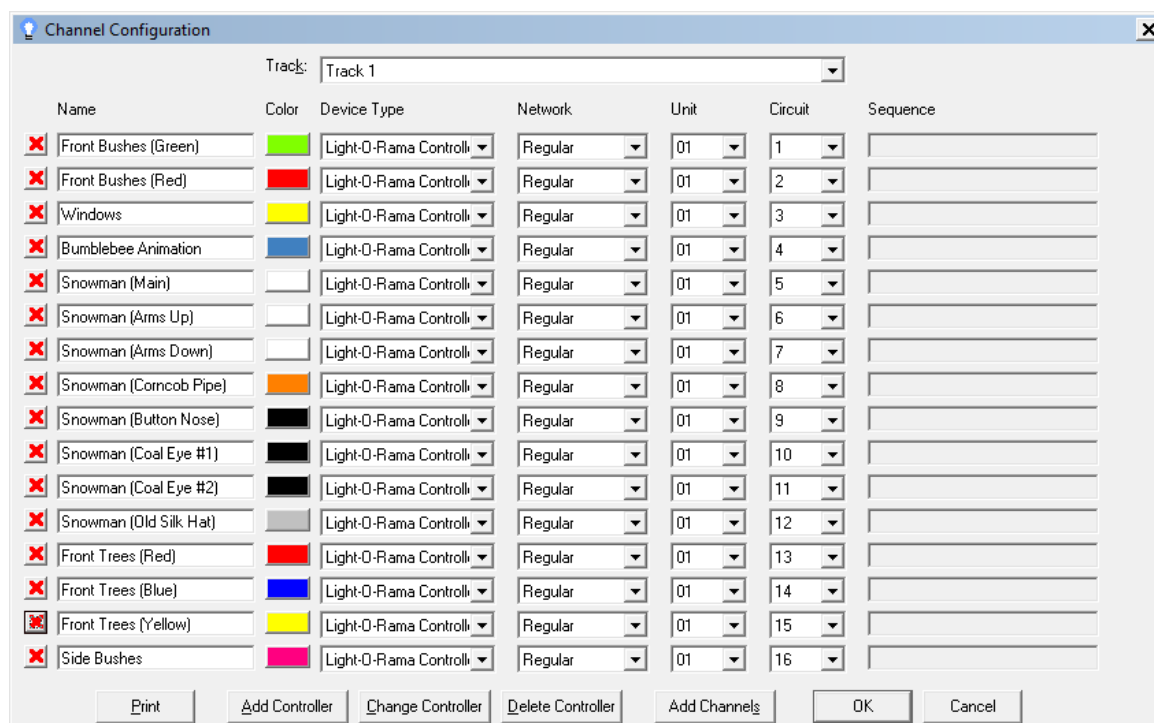 Channel Configuration
Track: Track 1
Name Color Device Type Network Unit Circuit Sequence
Front Bushes (Green) Light-O-Rama Controll Regular 01 1
Front Bushes (Red) Light-O-Rama Controll Regular 01 2
Windows Light-O-Rama Controll Regular 01 3
Bumblebee Animation Light-O-Rama Controll Regular 01 4
Snowman (Main) Light-O-Rama Controll Regular 01 5
Snowman (Arms Up) Light-O-Rama Controll Regular 01 6
Snowman (Arms Down) Light-O-Rama Controll Regular 01 7
Snowman (Corncob Pipe) Light-O-Rama Controll Regular 01 8
Snowman (Button Nose) Light-O-Rama Controll Regular 01 9
Snowman (Coal Eye #1) Light-O-Rama Controll Regular 01 10
Snowman (Coal Eye #2) Light-O-Rama Controll Regular 01 11
Snowman (Old Silk Hat) Light-O-Rama Controll Regular 01 12
Front Trees (Red) Light-O-Rama Controll Regular 01 13
Front Trees (Blue) Light-O-Rama Controll Regular 01 14
Front Trees (Yellow) Light-O-Rama Controll Regular 01 15
Side Bushes Light-O-Rama Controll Regular 01 16
Print Add Controller Change Controller Delete Controller Add Channels OK Cancel